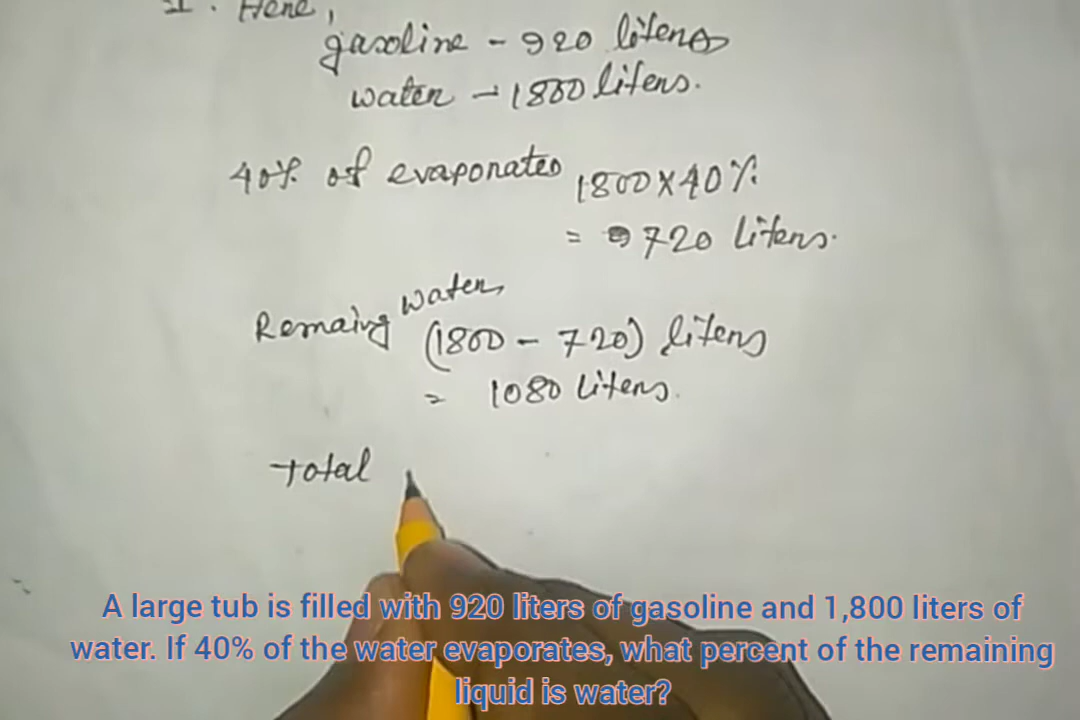 I. Here,
gasoline - 920 liters
water - 1800 liters.
40% of evaporates 1800 X 40%
= 720 liters.
Remaing water,
(1800 - 720) liters
= 1080 liters.
Total
A large tub is filled with 920 liters of gasoline and 1,800 liters of
water. If 40% of the water evaporates, what percent of the remaining
liquid is water?